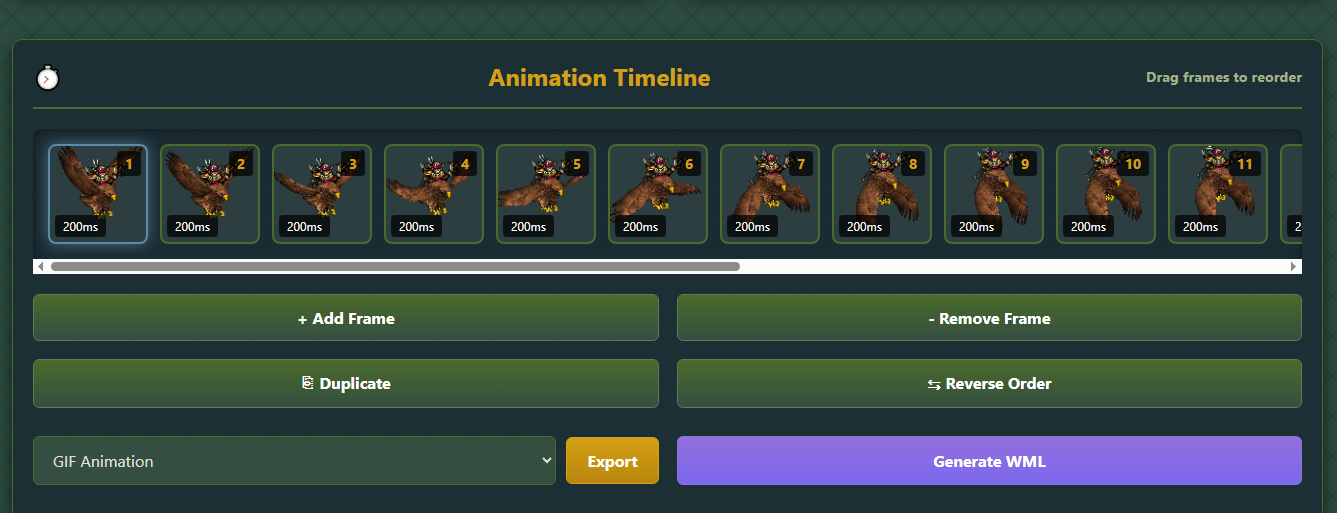 Animation Timeline
Drag frames to reorder
1 2 3 4 5 6 7 8 9 10 11
200ms 200ms 200ms 200ms 200ms 200ms 200ms 200ms 200ms 200ms 200ms 2
+ Add Frame
- Remove Frame
Duplicate
⇆ Reverse Order
GIF Animation
Export
Generate WML